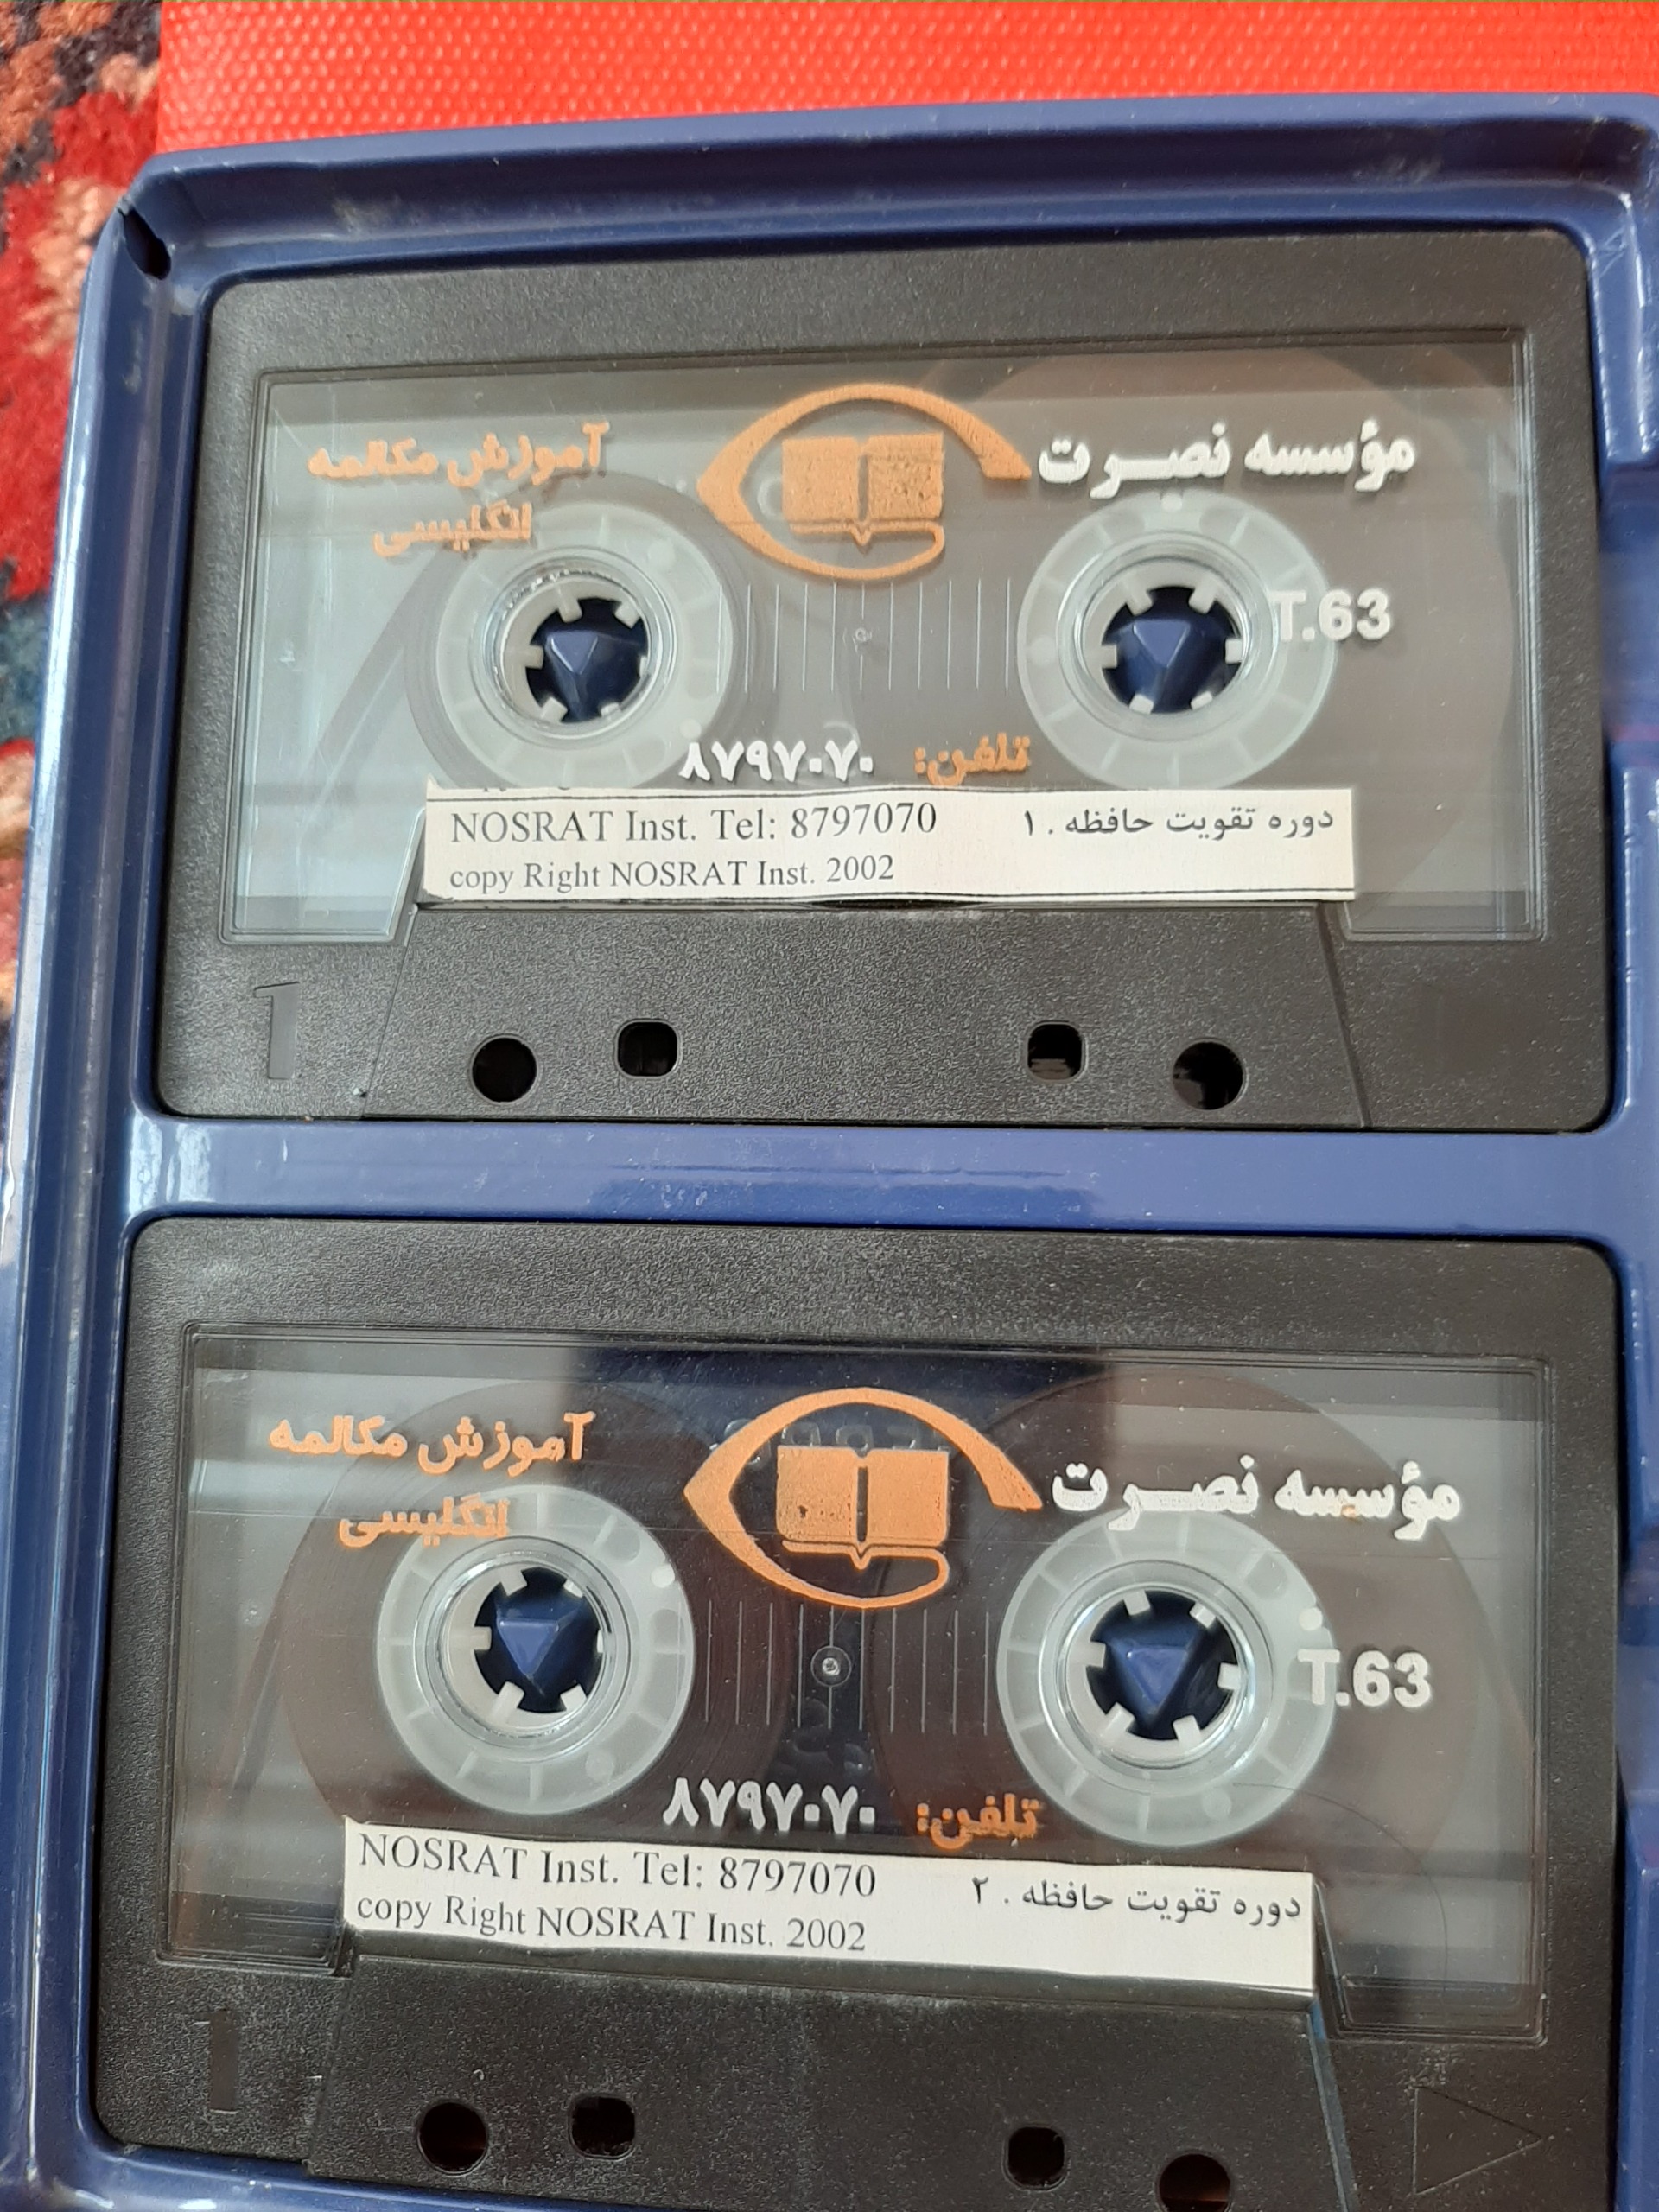 مؤسسه نصرت
آموزش مکالمه
انگلیسی
T.63
تلفن: ۸۷۹۷۰۷۰
NOSRAT Inst. Tel: 8797070 دوره تقویت حافظه . ۱
copy Right NOSRAT Inst. 2002
1
مؤسسه نصرت
آموزش مکالمه
انگلیسی
T.63
تلفن: ۸۷۹۷۰۷۰
NOSRAT Inst. Tel: 8797070 دوره تقویت حافظه . ۲
copy Right NOSRAT Inst. 2002
1